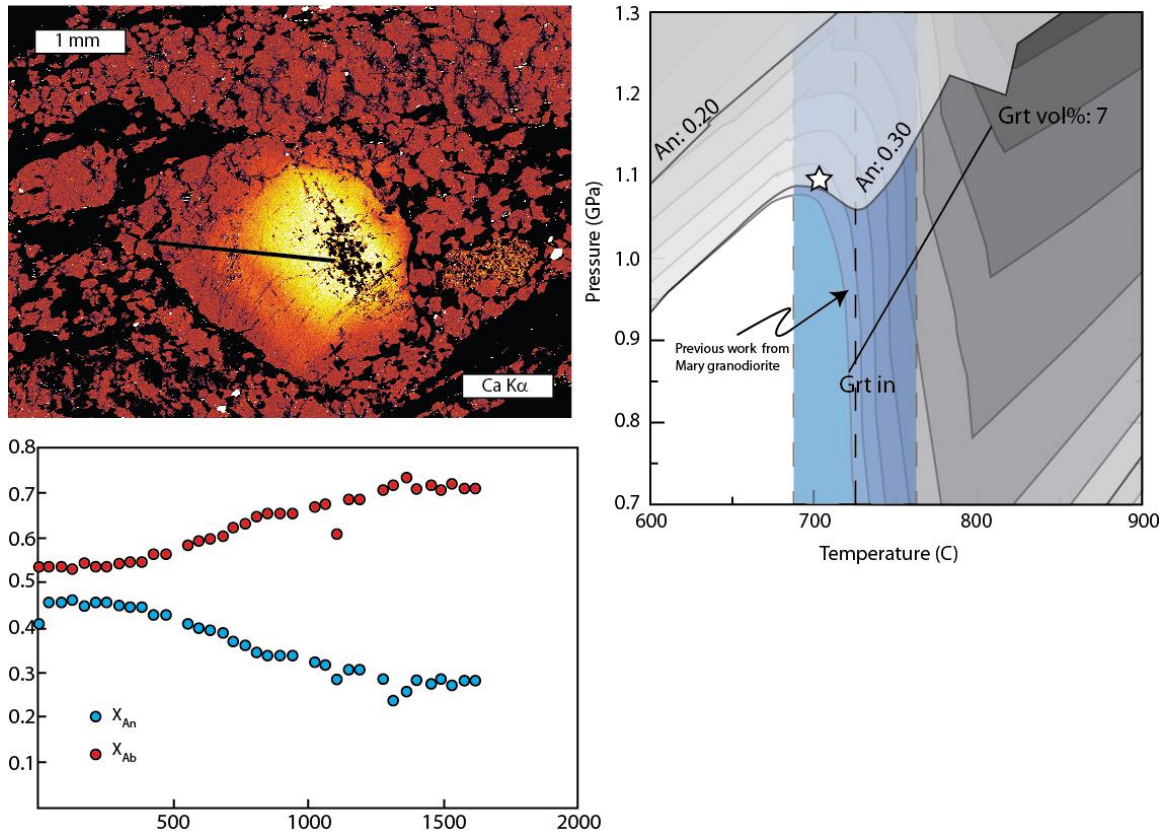 1 mm
Ca Kα
0.8
0.7
0.6
0.5
0.4
0.3
0.2
0.1
X An
X Ab
500
1000
1500
2000
1.3
1.2
1.1
1.0
0.9
0.8
0.7
Pressure (GPa)
An: 0.20
An: 0.30
Grt vol%: 7
Previous work from
Mary granodiorite
Grt in
600
700
800
900
Temperature (C)